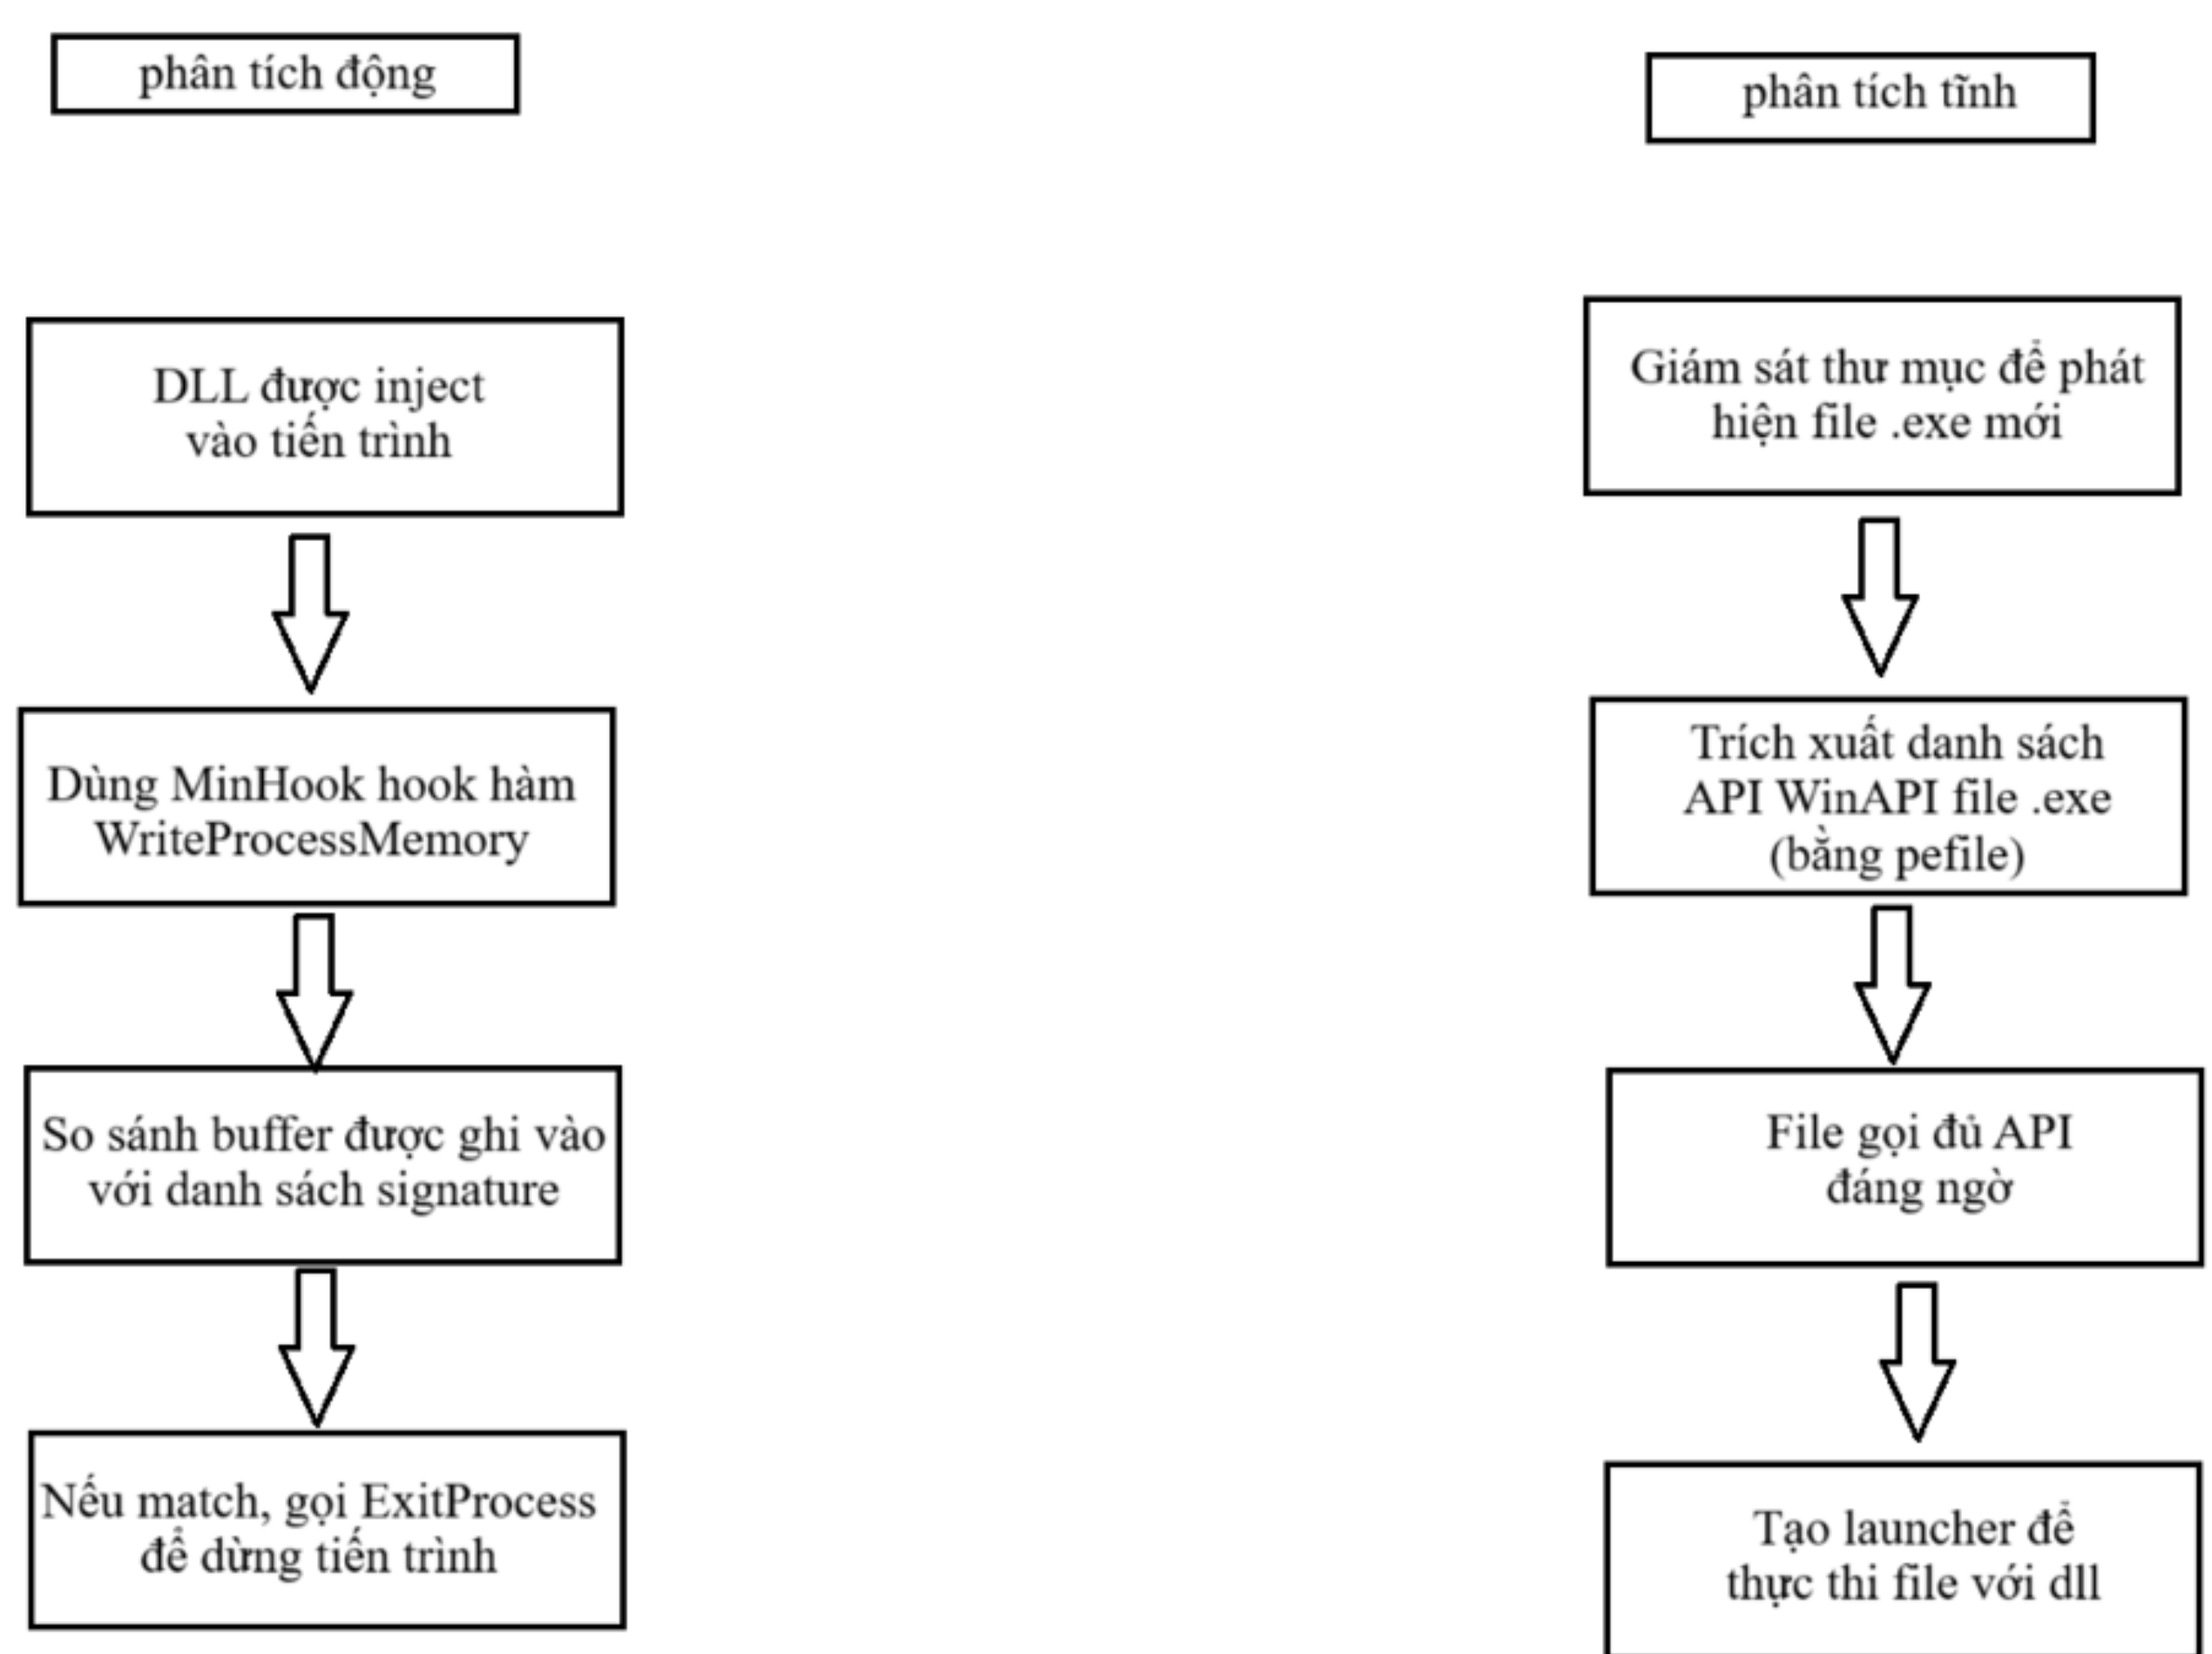 phân tích động
DLL được inject
vào tiến trình
Dùng MinHook hook hàm
WriteProcessMemory
So sánh buffer được ghi vào
với danh sách signature
Nếu match, gọi ExitProcess
để dừng tiến trình
phân tích tĩnh
Giám sát thư mục để phát
hiện file .exe mới
Trích xuất danh sách
API WinAPI file .exe
(bằng pefile)
File gọi đủ API
đáng ngờ
Tạo launcher để
thực thi file với dll